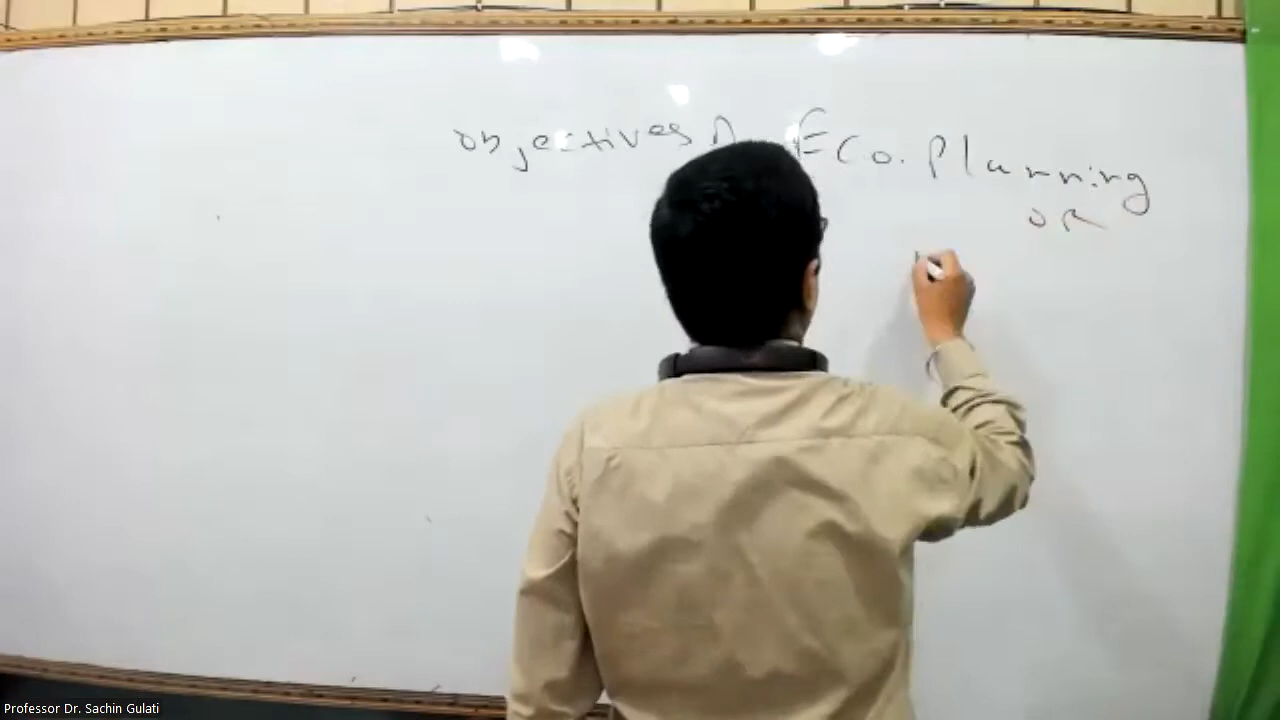 objectives Eco. Planning
OR
Professor Dr. Sachin Gulati